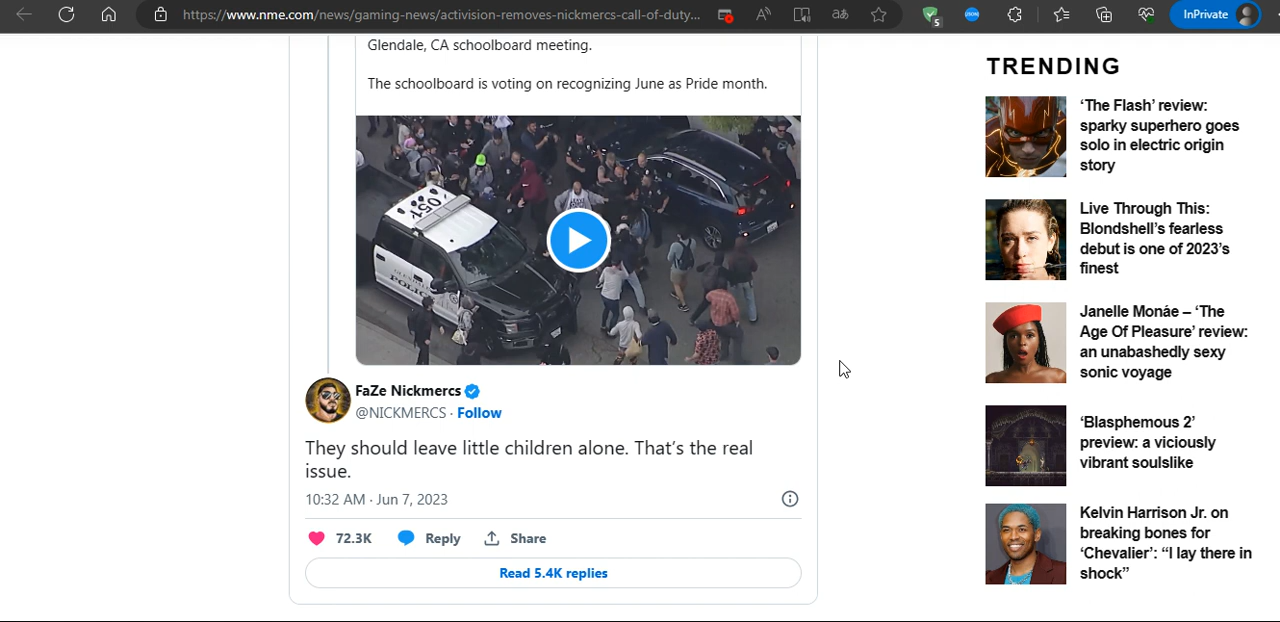 https://www.nme.com/news/gaming-news/activision-removes-nickmercs-call-of-duty...
5
InPrivate
Glendale, CA schoolboard meeting.
The schoolboard is voting on recognizing June as Pride month.
051
POLIC
FaZe Nickmercs
@NICKMERCS · Follow
They should leave little children alone. That’s the real
issue.
10:32 AM · Jun 7, 2023
72.3K Reply Share
Read 5.4K replies
TRENDING
‘The Flash’ review:
sparky superhero goes
solo in electric origin
story
Live Through This:
Blondshell’s fearless
debut is one of 2023’s
finest
Janelle Monáe – ‘The
Age Of Pleasure’ review:
an unabashedly sexy
sonic voyage
‘Blasphemous 2’
preview: a viciously
vibrant soulslike
Kelvin Harrison Jr. on
breaking bones for
‘Chevalier’: “I lay there in
shock”